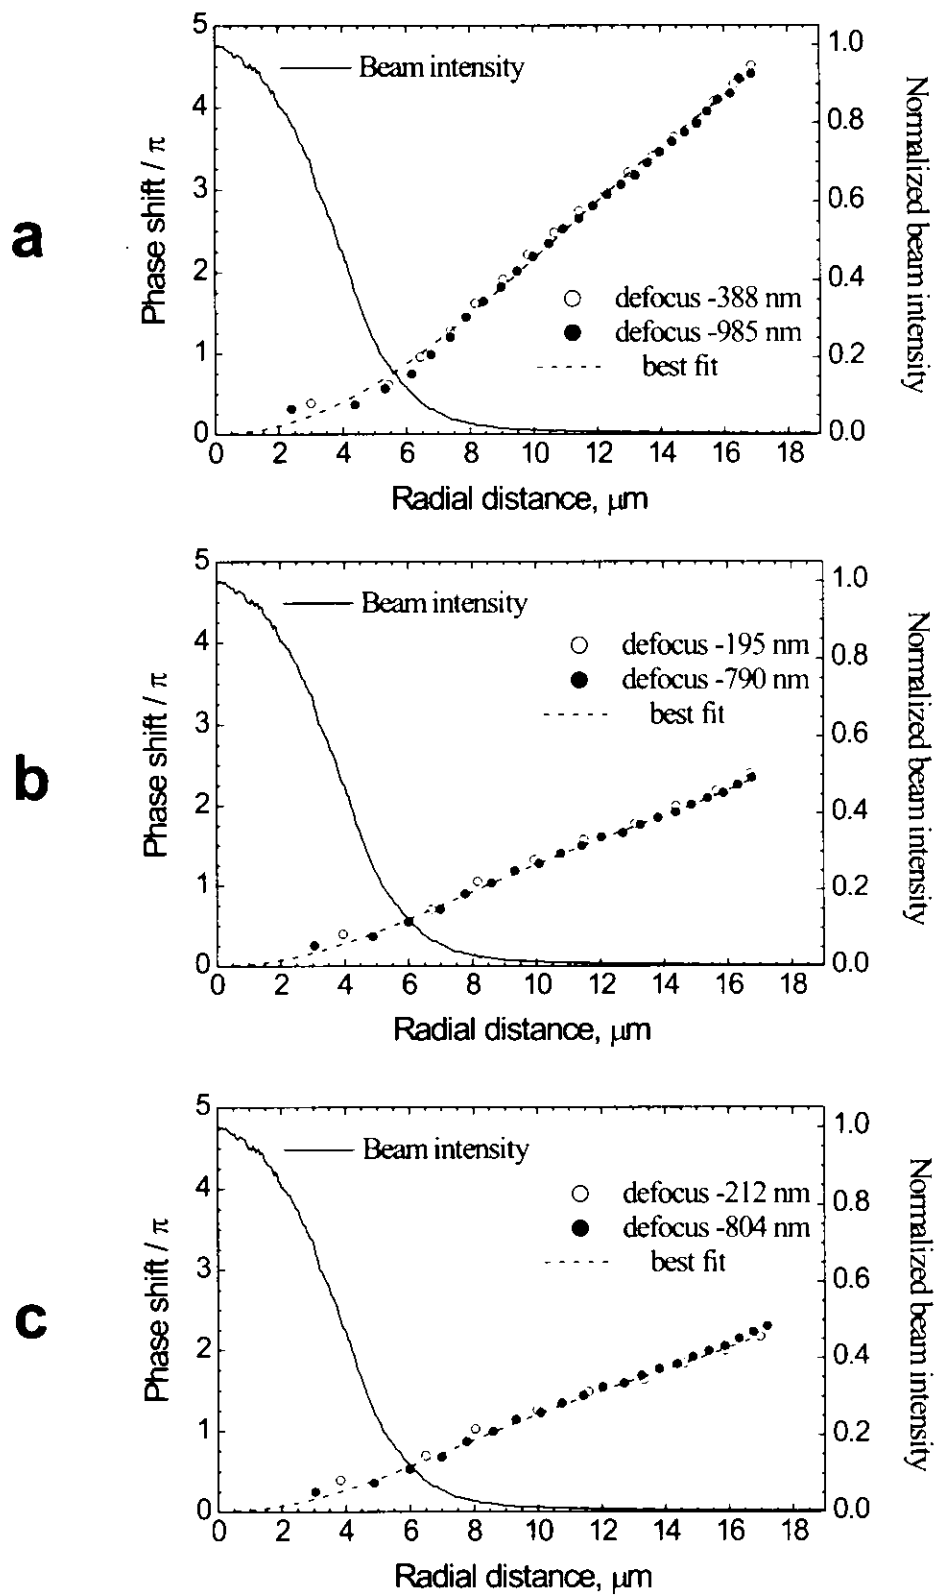 a
Phase shift / π
5
4
3
2
1
0
Beam intensity
defocus -388 nm
defocus -985 nm
best fit
1.0
0.8
0.6
0.4
0.2
0.0
Normalized beam intensity
0 2 4 6 8 10 12 14 16 18
Radial distance, μm
b
Phase shift / π
5
4
3
2
1
0
Beam intensity
defocus -195 nm
defocus -790 nm
best fit
1.0
0.8
0.6
0.4
0.2
0.0
Normalized beam intensity
0 2 4 6 8 10 12 14 16 18
Radial distance, μm
c
Phase shift / π
5
4
3
2
1
0
Beam intensity
defocus -212 nm
defocus -804 nm
best fit
1.0
0.8
0.6
0.4
0.2
0.0
Normalized beam intensity
0 2 4 6 8 10 12 14 16 18
Radial distance, μm